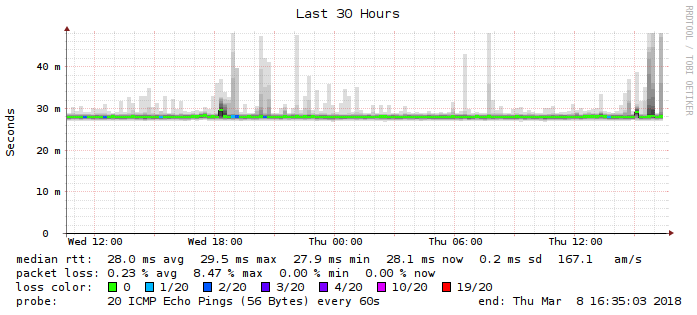 Last 30 Hours
RRDTOOL / TOBI OETIKER
Seconds
40 m
30 m
20 m
10 m
0
Wed 12:00 Wed 18:00 Thu 00:00 Thu 06:00 Thu 12:00
median rtt: 28.0 ms avg 29.5 ms max 27.9 ms min 28.1 ms now 0.2 ms sd 167.1 am/s
packet loss: 0.23 % avg 8.47 % max 0.00 % min 0.00 % now
loss color: 0 1/20 2/20 3/20 4/20 10/20 19/20
probe: 20 ICMP Echo Pings (56 Bytes) every 60s end: Thu Mar 8 16:35:03 2018